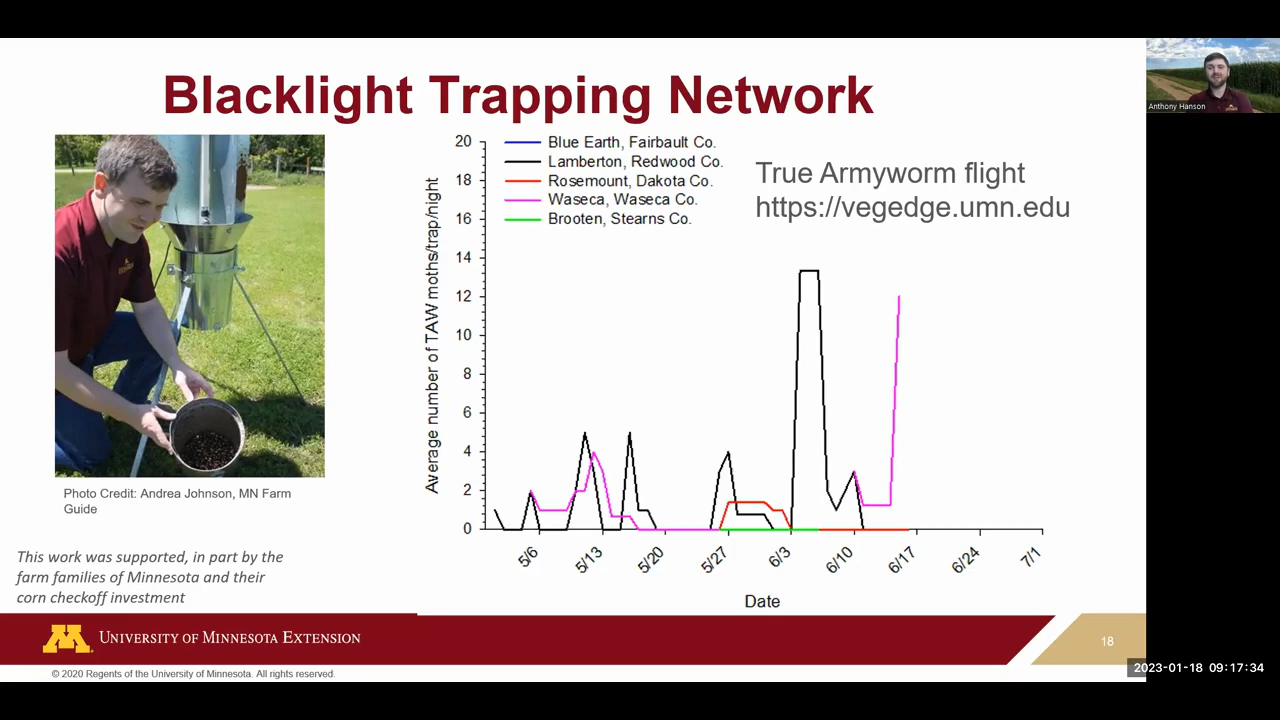 Blacklight Trapping Network
Anthony Hanson
20
18
16
14
12
10
8
6
4
2
0
Average number of TAW moths/trap/night
Blue Earth, Fairbault Co.
Lamberton, Redwood Co.
Rosemount, Dakota Co.
Waseca, Waseca Co.
Brooten, Stearns Co.
True Armyworm flight
https://vegedge.umn.edu
5/6
5/13
5/20
5/27
6/3
6/10
6/17
6/24
7/1
Date
Photo Credit: Andrea Johnson, MN Farm
Guide
This work was supported, in part by the
farm families of Minnesota and their
corn checkoff investment
M University of Minnesota Extension
18
2023-01-18 09:17:34
© 2020 Regents of the University of Minnesota. All rights reserved.